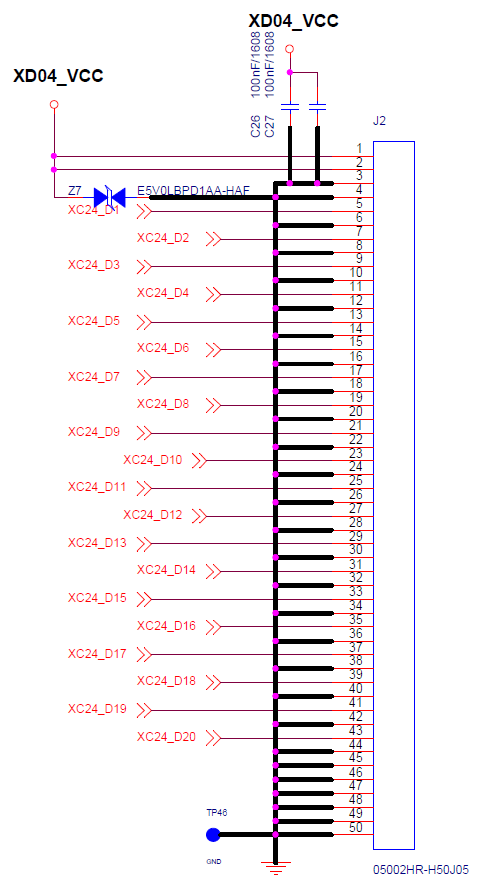 XD04_VCC
XD04_VCC
100nF/1608
100nF/1608
C26
C27
J2
1
2
3
Z7 E5V0LBPD1AA-HAF 4
XC24_D1 5
6
XC24_D2 7
8
XC24_D3 9
10
XC24_D4 11
12
XC24_D5 13
14
XC24_D6 15
16
XC24_D7 17
18
XC24_D8 19
20
XC24_D9 21
22
XC24_D10 23
24
XC24_D11 25
26
XC24_D12 27
28
XC24_D13 29
30
XC24_D14 31
32
XC24_D15 33
34
XC24_D16 35
36
XC24_D17 37
38
XC24_D18 39
40
XC24_D19 41
42
XC24_D20 43
44
45
46
47
48
TP46 49
50
GND
05002HR-H50J05